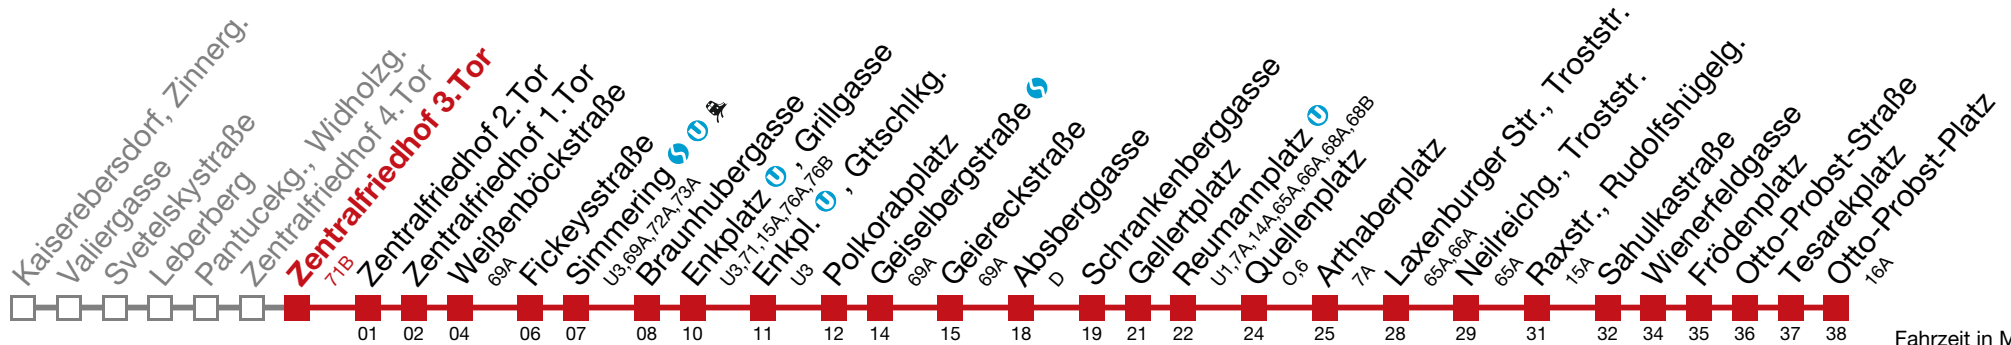 Kaiserebersdorf, Zinnerg.
Valiergasse
Svetelskystraße
Leberberg
Pantucekg., Widholzg.
Zentralfriedhof 4.Tor
Zentralfriedhof 3.Tor
71B
Zentralfriedhof 2.Tor
Zentralfriedhof 1.Tor
Weißenböckstraße
69A
Fickeysstraße
Simmering S U
U3,69A,72A,73A
Braunhubergasse
Enkplatz U , Grillgasse
U3,71,15A,76A,76B
Enkpl. U , Gttschlkg.
U3
Polkorabplatz
Geiselbergstraße S
69A
Geiereckstraße
69A
Absberggasse
D
Schrankenberggasse
Gellertplatz
Reumannplatz U
U1,7A,14A,65A,66A,68A,68B
Quellenplatz
O,6
Arthaberplatz
7A
Laxenburger Str., Troststr.
65A,66A
Neilreichg., Troststr.
65A
Raxstr., Rudolfshügelg.
15A
Sahulkastraße
Wienerfeldgasse
Frödenplatz
Otto-Probst-Straße
Tesarekplatz
Otto-Probst-Platz
16A
01 02 04 06 07 08 10 11 12 14 15 18 19 21 22 24 25 28 29 31 32 34 35 36 37 38
Fahrzeit in M